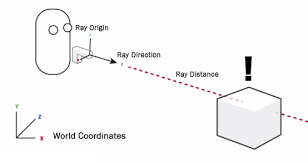 Ray Origin
Ray Direction
Ray Distance
!
Y
Z
X
World Coordinates